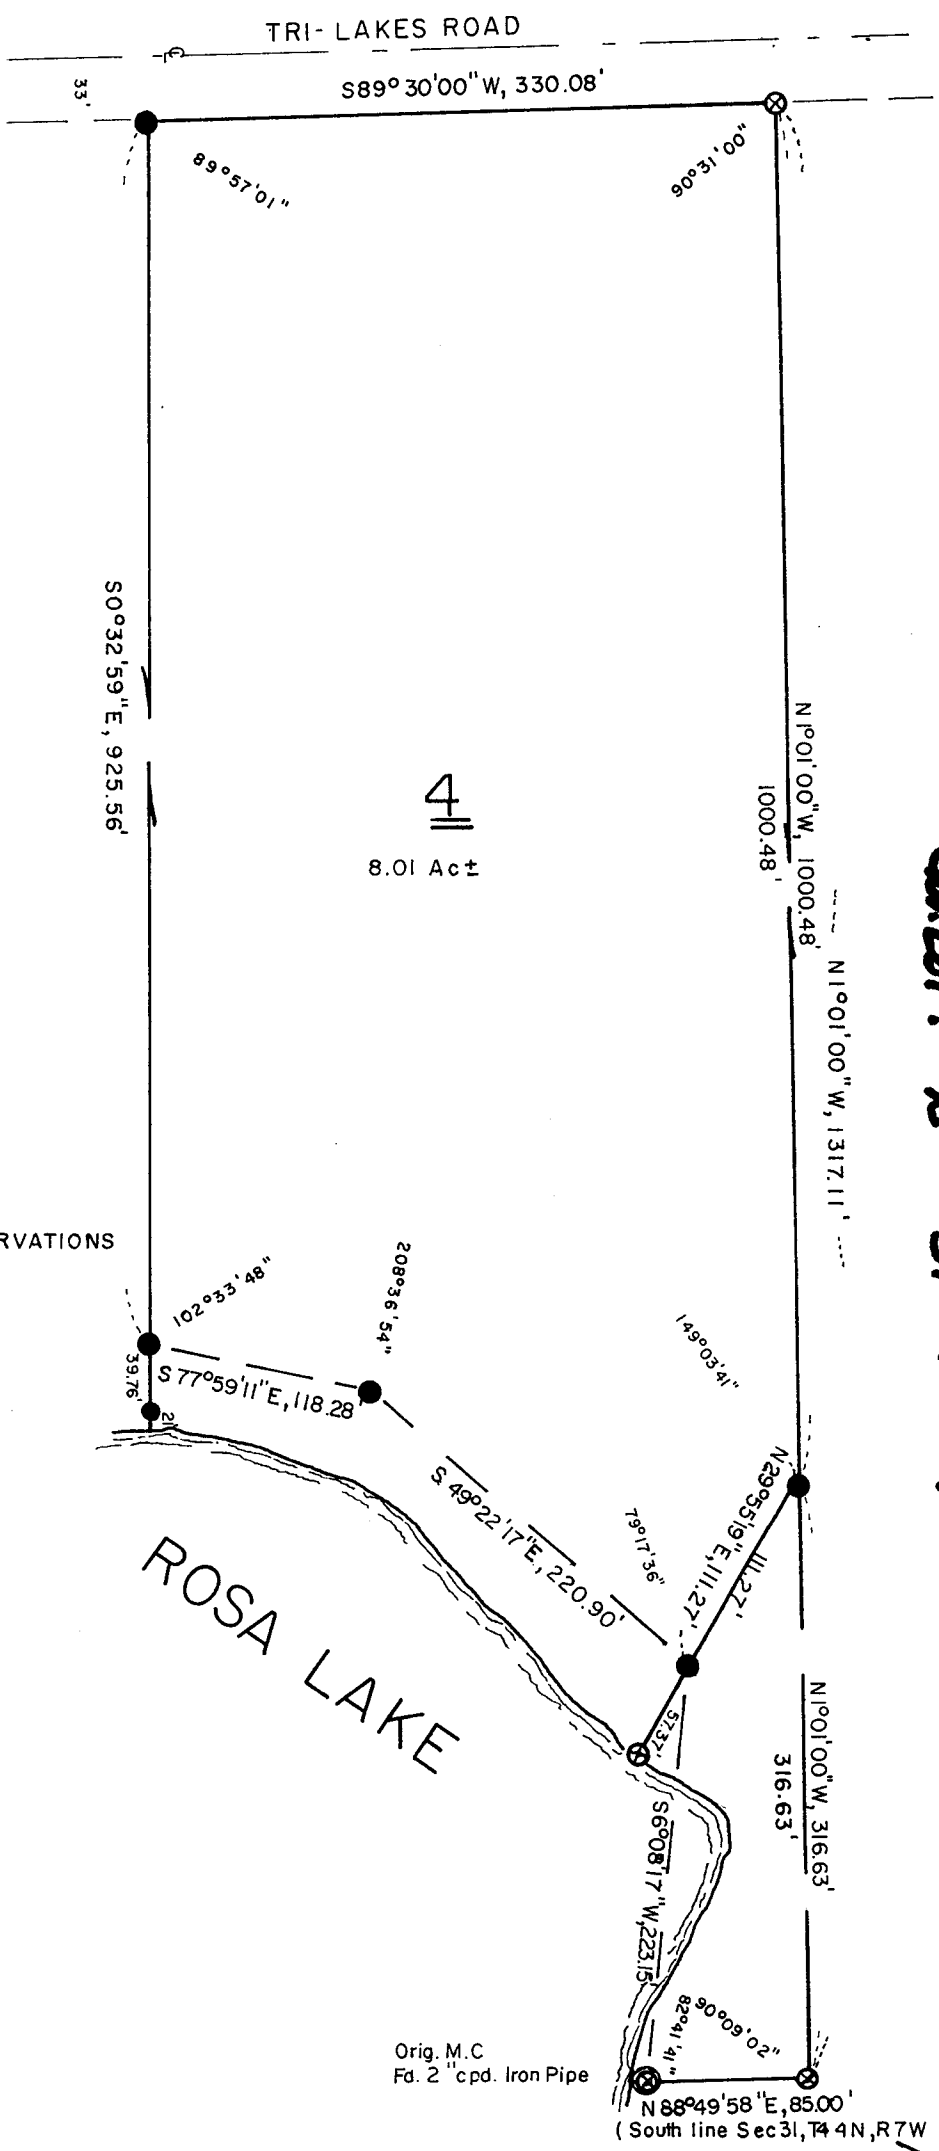 TRI- LAKES ROAD
33'
S89°30'00"W, 330.08'
89°57'01"
90°31'00"
S0°32'59"E, 925.56'
N1°01'00"W, 1000.48'
1000.48'
4
8.01 Ac±
N1°01'00"W, 1317.11'
RVATIONS
102°33'48"
208°36'54"
149°03'41"
39.76'
S77°59'11"E, 118.28'
21'
N29°55'19"E, 111.27'
111.27'
S 49°22'17"E, 220.90'
79°17'36"
ROSA LAKE
57.37'
N1°01'00"W, 316.63'
316.63'
S6°08'17"W, 223.15'
82°41'41"
90°09'02"
Orig. M.C
Fd. 2" cpd. Iron Pipe
N 88°49'58"E, 85.00'
(South line Sec 31, T44N, R7W